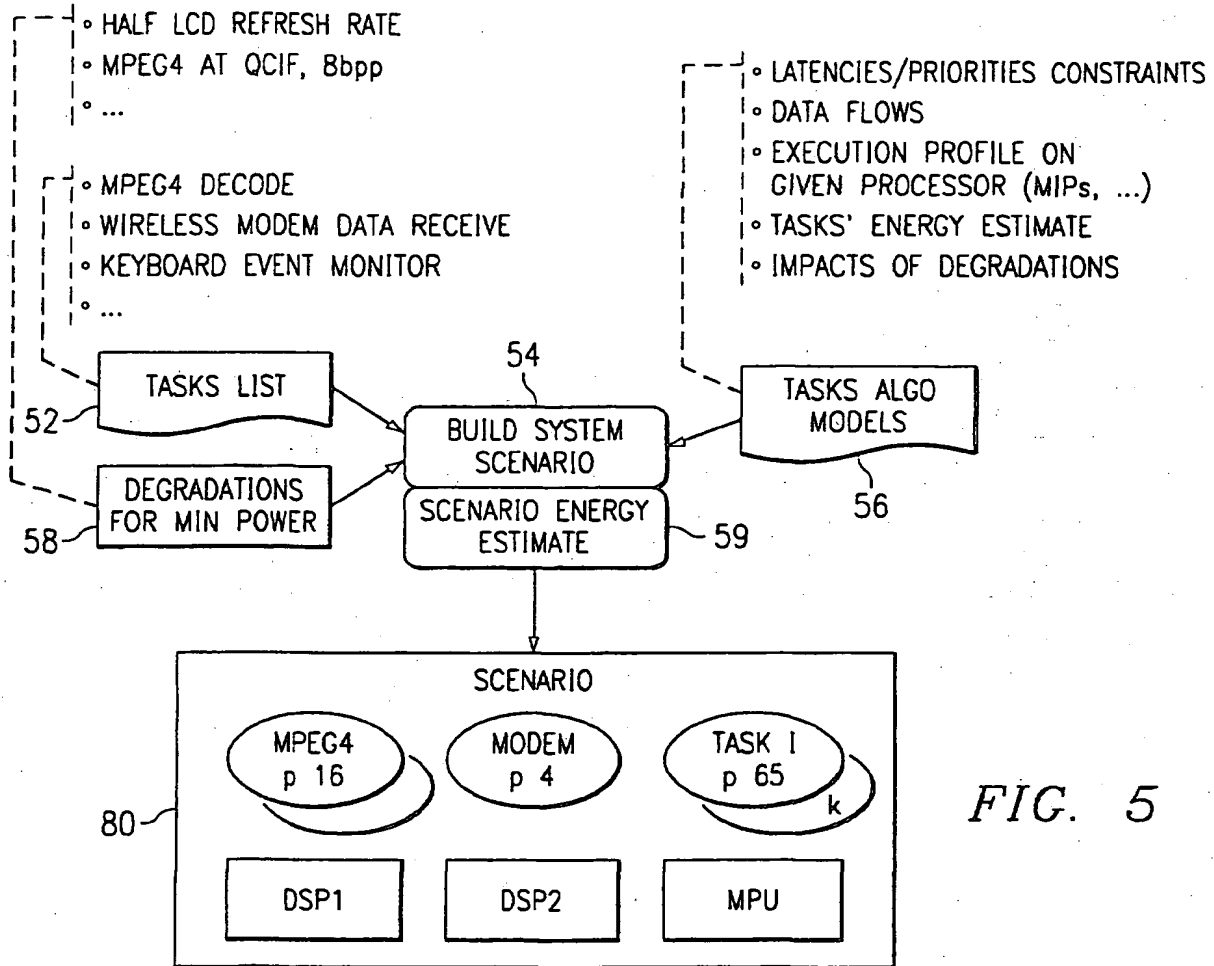 ° HALF LCD REFRESH RATE
° MPEG4 AT QCIF, 8bpp
° ...
° MPEG4 DECODE
° WIRELESS MODEM DATA RECEIVE
° KEYBOARD EVENT MONITOR
° ...
° LATENCIES/PRIORITIES CONSTRAINTS
° DATA FLOWS
° EXECUTION PROFILE ON
GIVEN PROCESSOR (MIPs, ...)
° TASKS' ENERGY ESTIMATE
° IMPACTS OF DEGRADATIONS
TASKS LIST
52
DEGRADATIONS
FOR MIN POWER
58
54
BUILD SYSTEM
SCENARIO
SCENARIO ENERGY
ESTIMATE
59
TASKS ALGO
MODELS
56
SCENARIO
MPEG4
p 16
MODEM
p 4
TASK I
p 65
k
80
DSP1
DSP2
MPU
FIG. 5